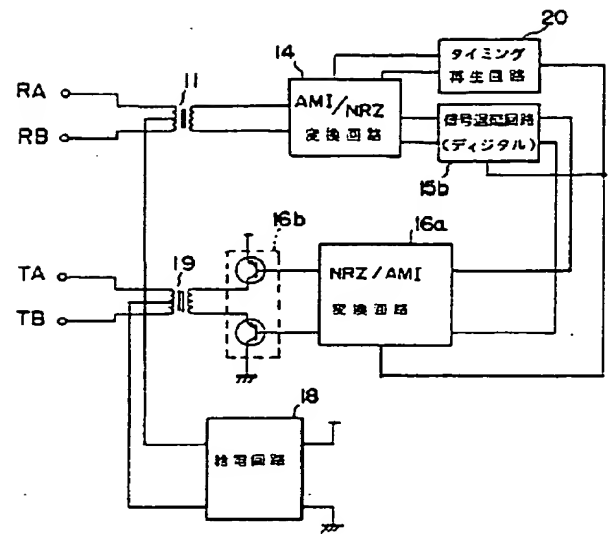 20
14
タイミング
再生回路
RA
11
AMI/NRZ
変換回路
RB
信号遅延回路
(ディジタル)
15b
16b
16a
TA
19
NRZ/AMI
変換回路
TB
18
給電回路